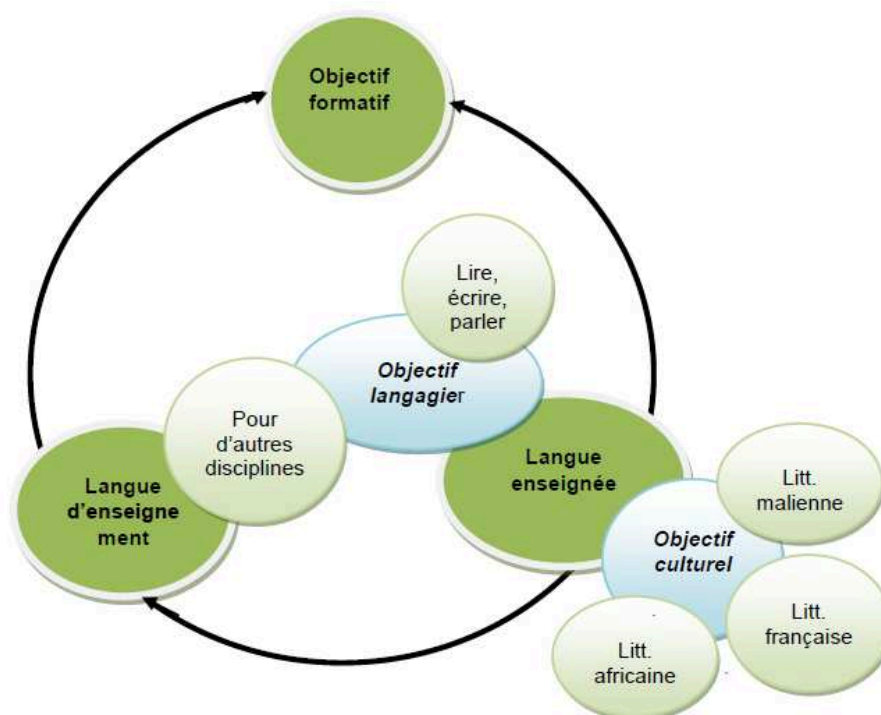 Objectif
formatif
Lire,
écrire,
parler
Objectif
langagier
Pour
d'autres
disciplines
Langue
d'enseigne
ment
Langue
enseignée
Litt.
malienne
Objectif
culturel
Litt.
française
Litt.
africaine